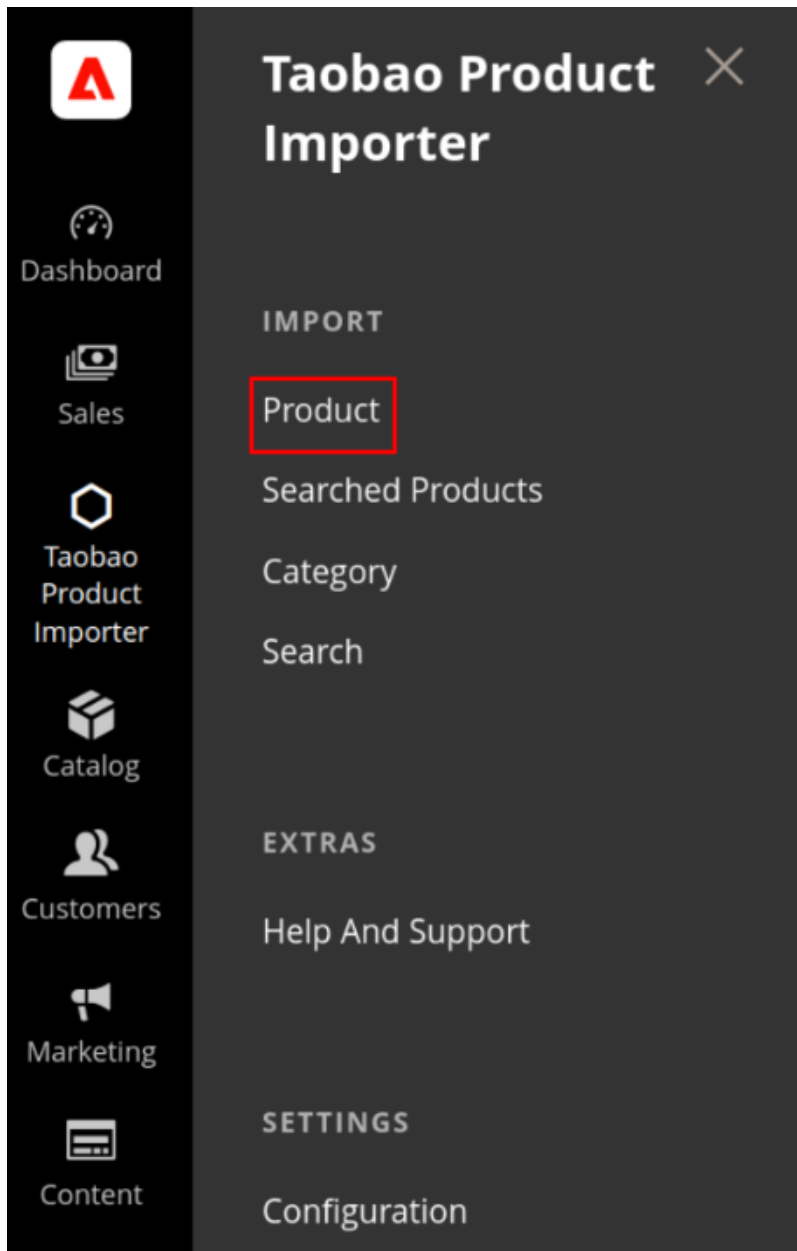 Dashboard
Sales
Taobao
Product
Importer
Catalog
Customers
Marketing
Content
Taobao Product
Importer
IMPORT
Product
Searched Products
Category
Search
EXTRAS
Help And Support
SETTINGS
Configuration